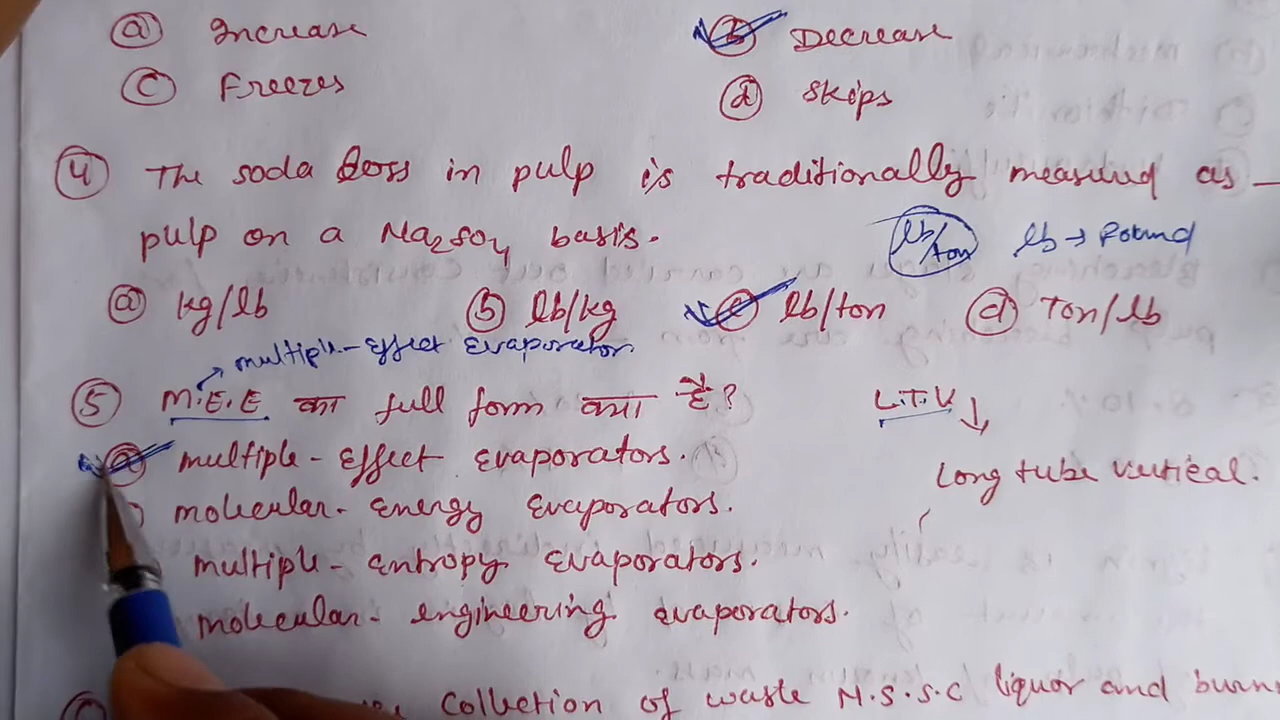 (a) Increase (b) Decrease
(c) Freezes (d) Skips
(4) The soda loss in pulp is traditionally measured as _
pulp on a Na2SO4 basis. lb/ton lb → Pound
(a) kg/lb (b) lb/kg (c) lb/ton (d) Ton/lb
multiple-Effect Evaporator
(5) M.E.E का full form क्या है? L.T.V
(a) multiple-Effect Evaporators. Long tube vertical.
molecular-Energy Evaporators.
multiple-entropy Evaporators.
molecular-engineering evaporators.
collection of waste N.S.S.C liquor and